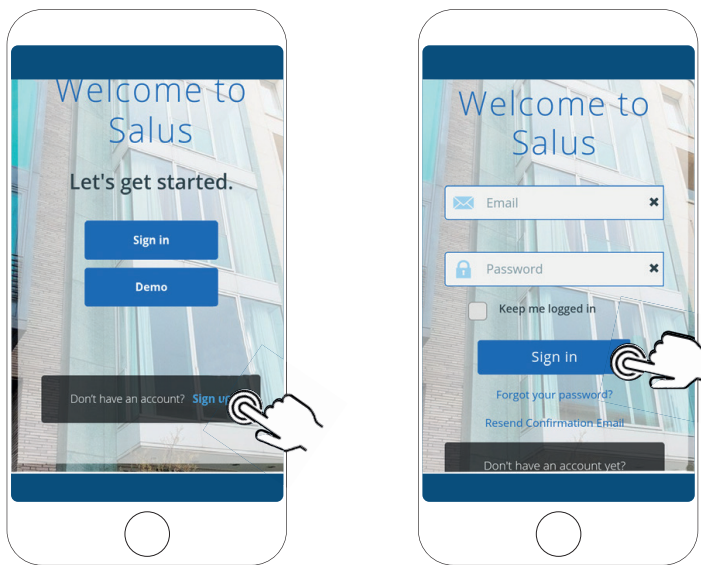 Welcome to
Salus
Let's get started.
Sign in
Demo
Don't have an account? Sign up
Welcome to
Salus
Email
Password
Keep me logged in
Sign in
Forgot your password?
Resend Confirmation Email
Don't have an account yet?